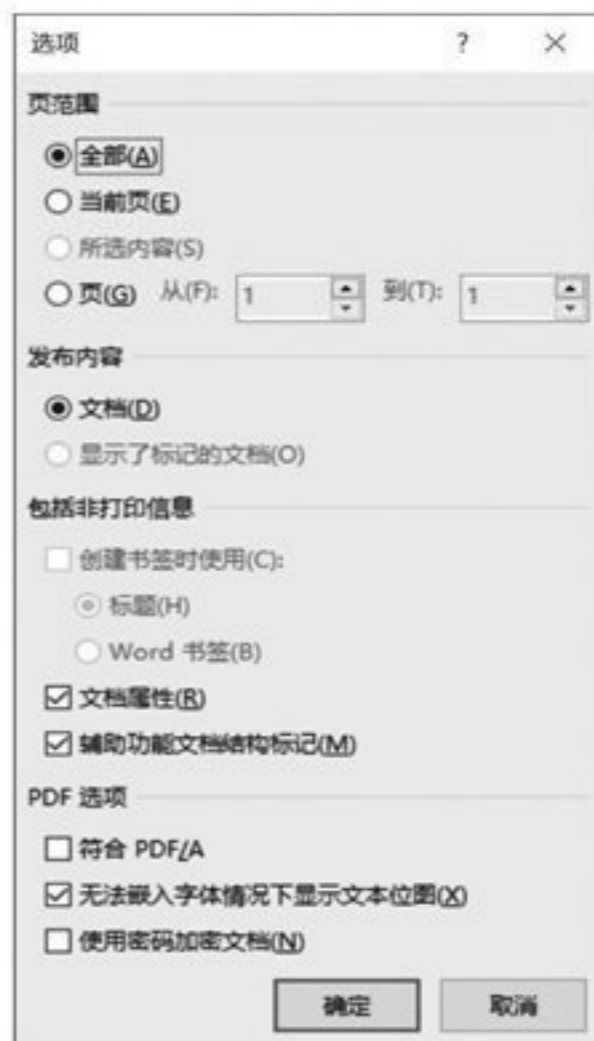 选项 ? ×
页范围
全部(A)
当前页(E)
所选内容(S)
页(G) 从(F): 1 到(T): 1
发布内容
文档(D)
显示了标记的文档(O)
包括非打印信息
创建书签时使用(C):
标题(H)
Word 书签(B)
文档属性(R)
辅助功能文档结构标记(M)
PDF 选项
符合 PDF/A
无法嵌入字体情况下显示文本位图(X)
使用密码加密文档(N)
确定 取消